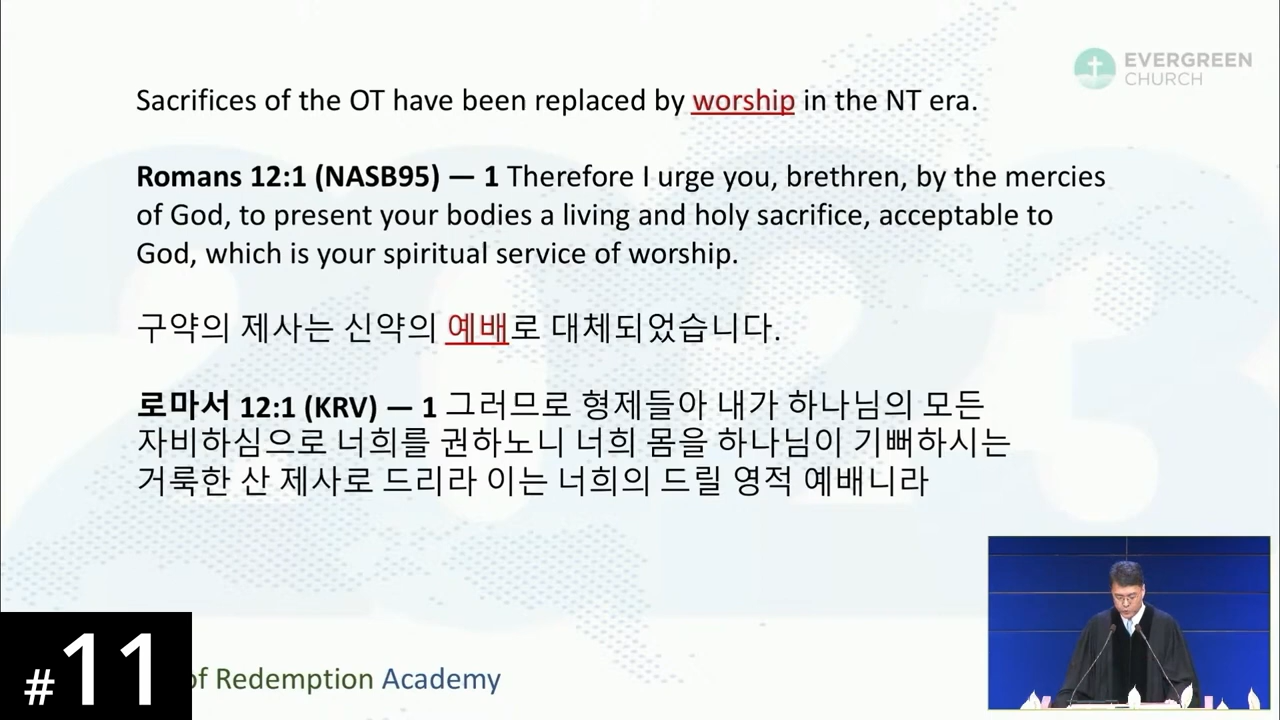 EVERGREEN
CHURCH
Sacrifices of the OT have been replaced by worship in the NT era.
Romans 12:1 (NASB95) — 1 Therefore I urge you, brethren, by the mercies
of God, to present your bodies a living and holy sacrifice, acceptable to
God, which is your spiritual service of worship.
구약의 제사는 신약의 예배로 대체되었습니다.
로마서 12:1 (KRV) — 1 그러므로 형제들아 내가 하나님의 모든
자비하심으로 너희를 권하노니 너희 몸을 하나님이 기뻐하시는
거룩한 산 제사로 드리라 이는 너희의 드릴 영적 예배니라
#11
of Redemption Academy
2023